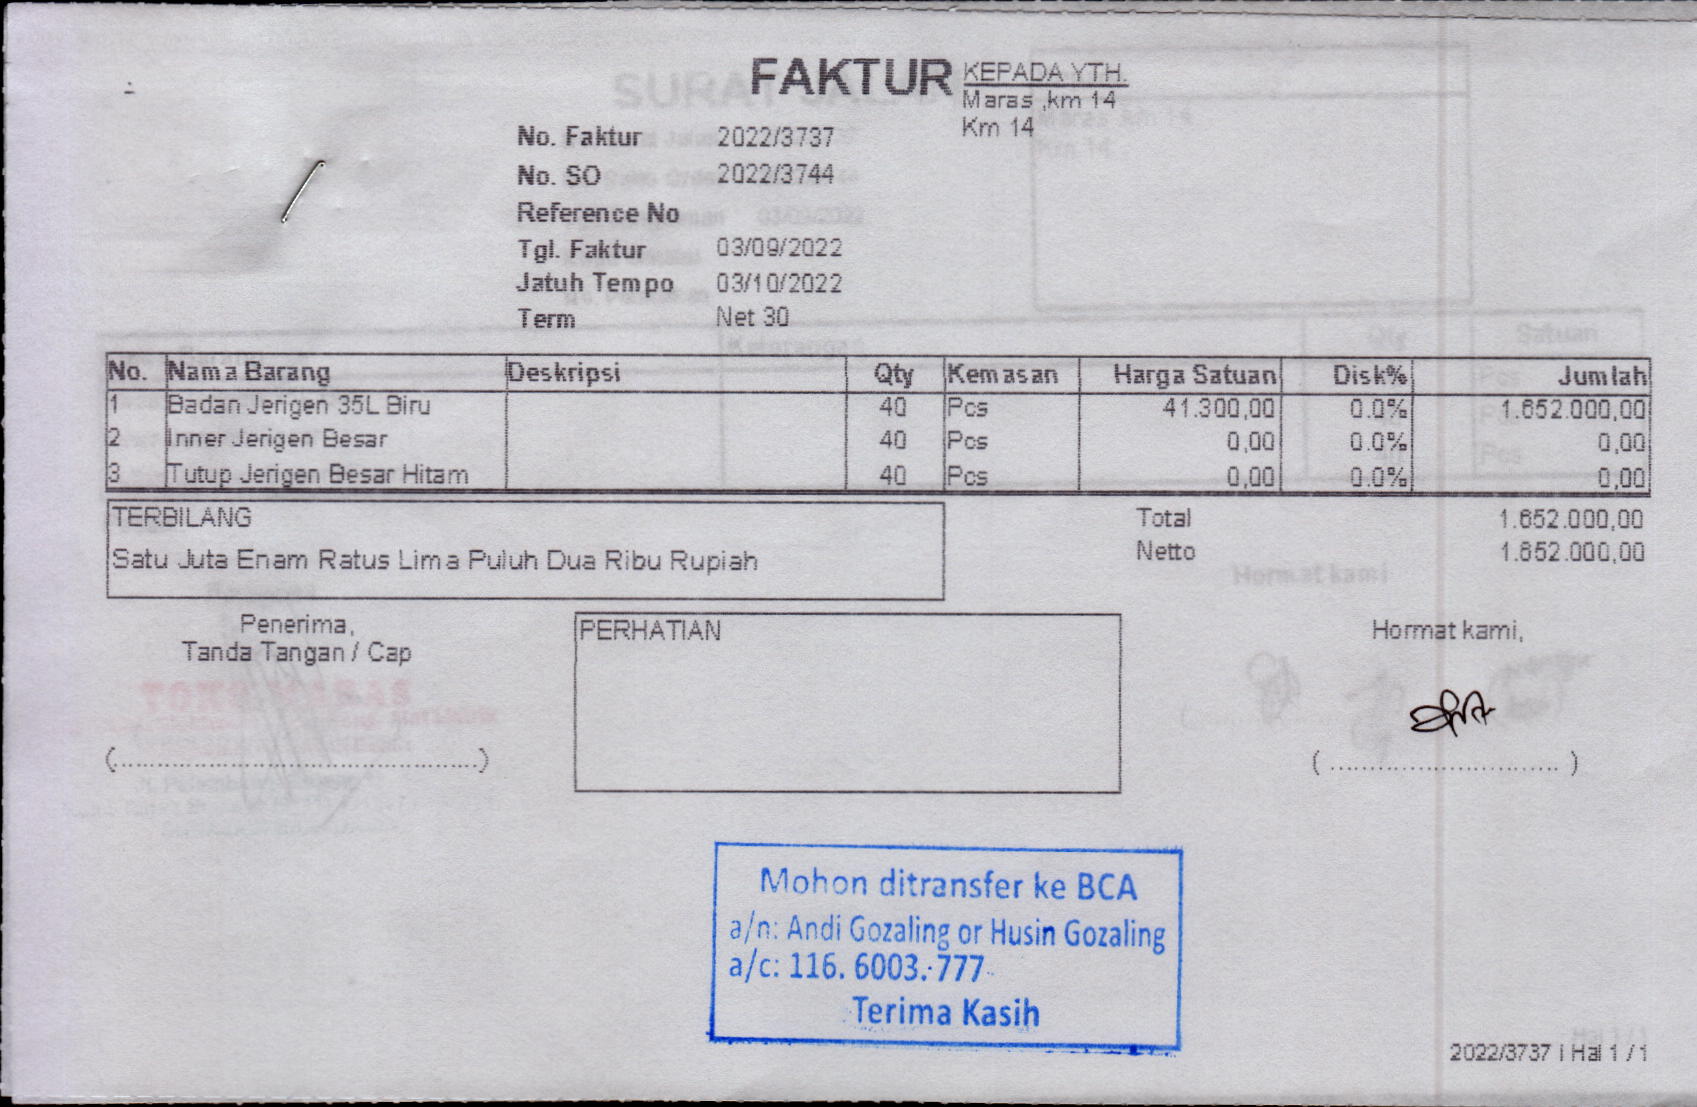 FAKTUR
KEPADA YTH.
Maras ,km 14
Km 14
No. Faktur 2022/3737
No. SO 2022/3744
Reference No
Tgl. Faktur 03/09/2022
Jatuh Tempo 03/10/2022
Term Net 30
No. Nama Barang Deskripsi Qty Kemasan Harga Satuan Disk% Jumlah
1 Badan Jerigen 35L Biru 40 Pcs 41.300,00 0.0% 1.652.000,00
2 Inner Jerigen Besar 40 Pcs 0,00 0.0% 0,00
3 Tutup Jerigen Besar Hitam 40 Pcs 0,00 0.0% 0,00
TERBILANG
Satu Juta Enam Ratus Lima Puluh Dua Ribu Rupiah
Total 1.652.000,00
Netto 1.652.000,00
Penerima,
Tanda Tangan / Cap
PERHATIAN
Hormat kami,
(................................................)
( ............................. )
Mohon ditransfer ke BCA
a/n: Andi Gozaling or Husin Gozaling
a/c: 116. 6003. 777
Terima Kasih
2022/3737 | Hal 1 / 1